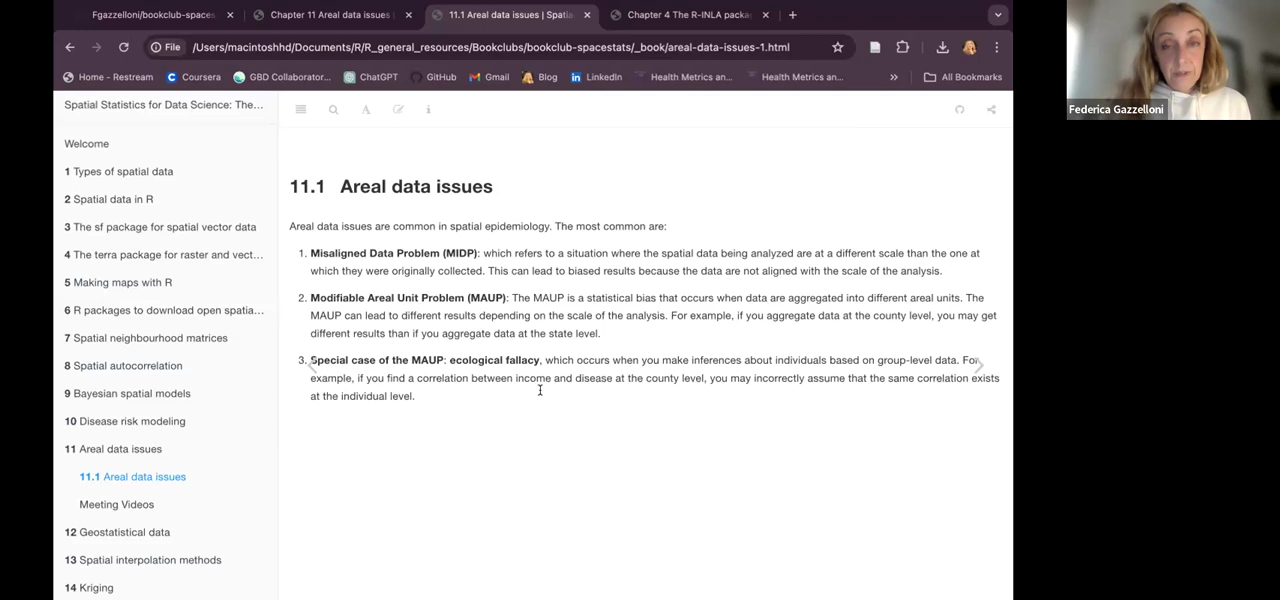 Fgazzelloni/bookclub-spaces
Chapter 11 Areal data issues
11.1 Areal data issues | Spatia
Chapter 4 The R-INLA packa
File
/Users/macintoshhd/Documents/R/R_general_resources/Bookclubs/bookclub-spacestats/_book/areal-data-issues-1.html
Home - Restream
Coursera
GBD Collaborator...
ChatGPT
GitHub
Gmail
Blog
LinkedIn
Health Metrics an...
Health Metrics an...
»
All Bookmarks
Federica Gazzelloni
Spatial Statistics for Data Science: The...
Welcome
1 Types of spatial data
2 Spatial data in R
3 The sf package for spatial vector data
4 The terra package for raster and vect...
5 Making maps with R
6 R packages to download open spatia...
7 Spatial neighbourhood matrices
8 Spatial autocorrelation
9 Bayesian spatial models
10 Disease risk modeling
11 Areal data issues
11.1 Areal data issues
Meeting Videos
12 Geostatistical data
13 Spatial interpolation methods
14 Kriging
11.1 Areal data issues
Areal data issues are common in spatial epidemiology. The most common are:
1. Misaligned Data Problem (MIDP): which refers to a situation where the spatial data being analyzed are at a different scale than the one at
which they were originally collected. This can lead to biased results because the data are not aligned with the scale of the analysis.
2. Modifiable Areal Unit Problem (MAUP): The MAUP is a statistical bias that occurs when data are aggregated into different areal units. The
MAUP can lead to different results depending on the scale of the analysis. For example, if you aggregate data at the county level, you may get
different results than if you aggregate data at the state level.
3. Special case of the MAUP: ecological fallacy, which occurs when you make inferences about individuals based on group-level data. For
example, if you find a correlation between income and disease at the county level, you may incorrectly assume that the same correlation exists
at the individual level.